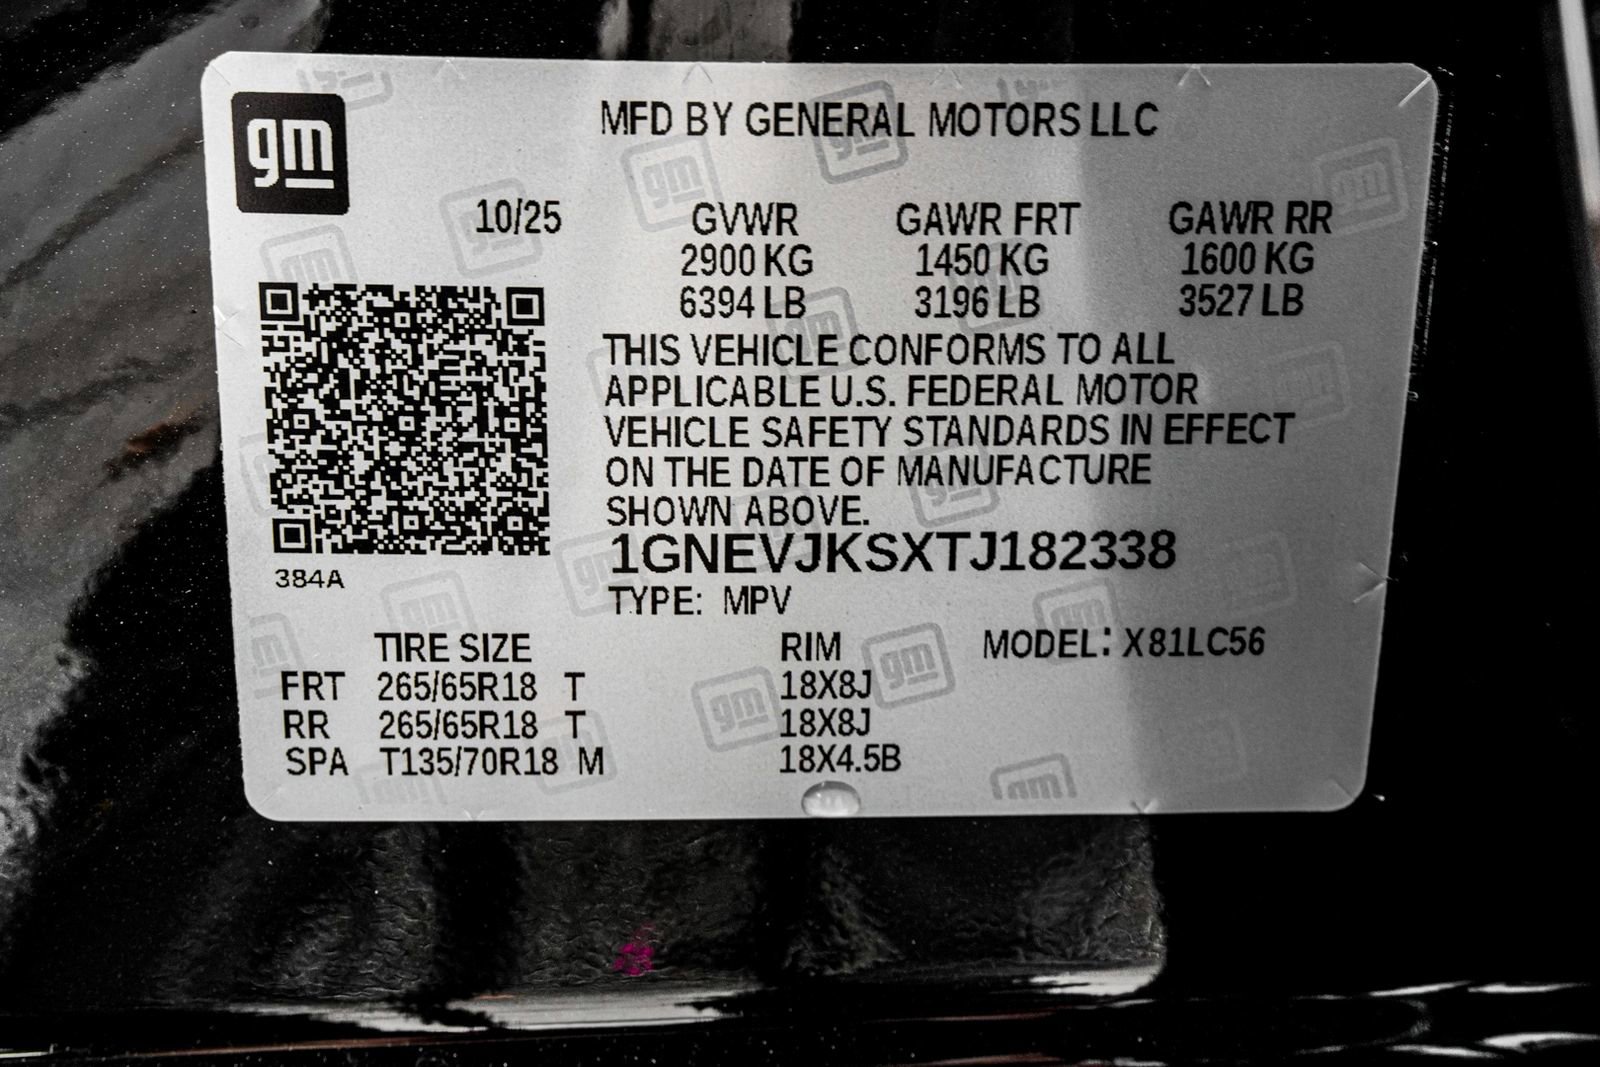 gm
MFD BY GENERAL MOTORS LLC
10/25 GVWR GAWR FRT GAWR RR
2900 KG 1450 KG 1600 KG
6394 LB 3196 LB 3527 LB
THIS VEHICLE CONFORMS TO ALL
APPLICABLE U.S. FEDERAL MOTOR
VEHICLE SAFETY STANDARDS IN EFFECT
ON THE DATE OF MANUFACTURE
SHOWN ABOVE.
1GNEVJKSXTJ182338
384A
TYPE: MPV
TIRE SIZE RIM MODEL: X81LC56
FRT 265/65R18 T 18X8J
RR 265/65R18 T 18X8J
SPA T135/70R18 M 18X4.5B